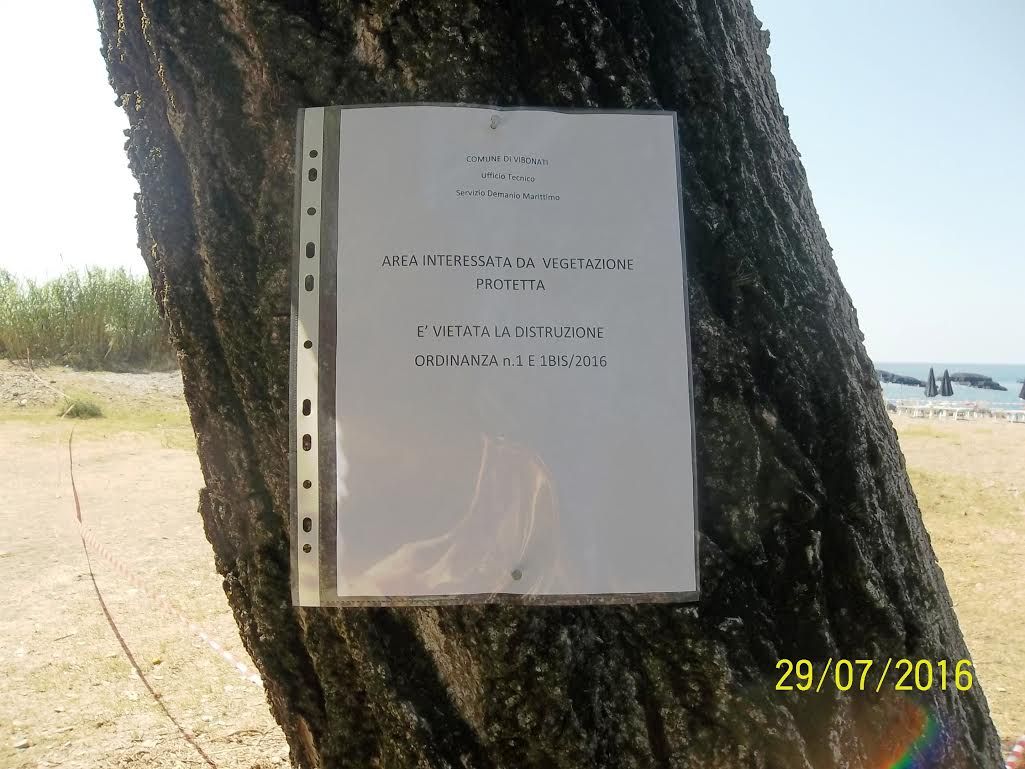 COMUNE DI VIBONATI
Ufficio Tecnico
Servizio Demanio Marittimo
AREA INTERESSATA DA VEGETAZIONE
PROTETTA
E' VIETATA LA DISTRUZIONE
ORDINANZA n.1 E 1BIS/2016
29/07/2016